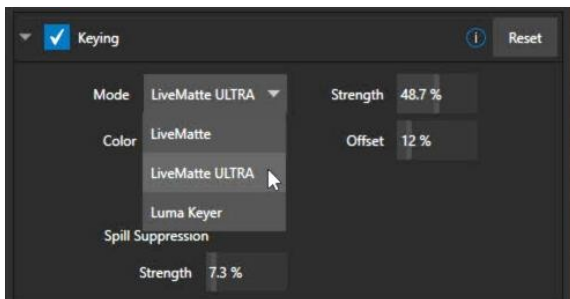 Keying
Reset
Mode LiveMatte ULTRA Strength 48.7 %
Color LiveMatte Offset 12 %
LiveMatte ULTRA
Luma Keyer
Spill Suppression
Strength 7.3 %